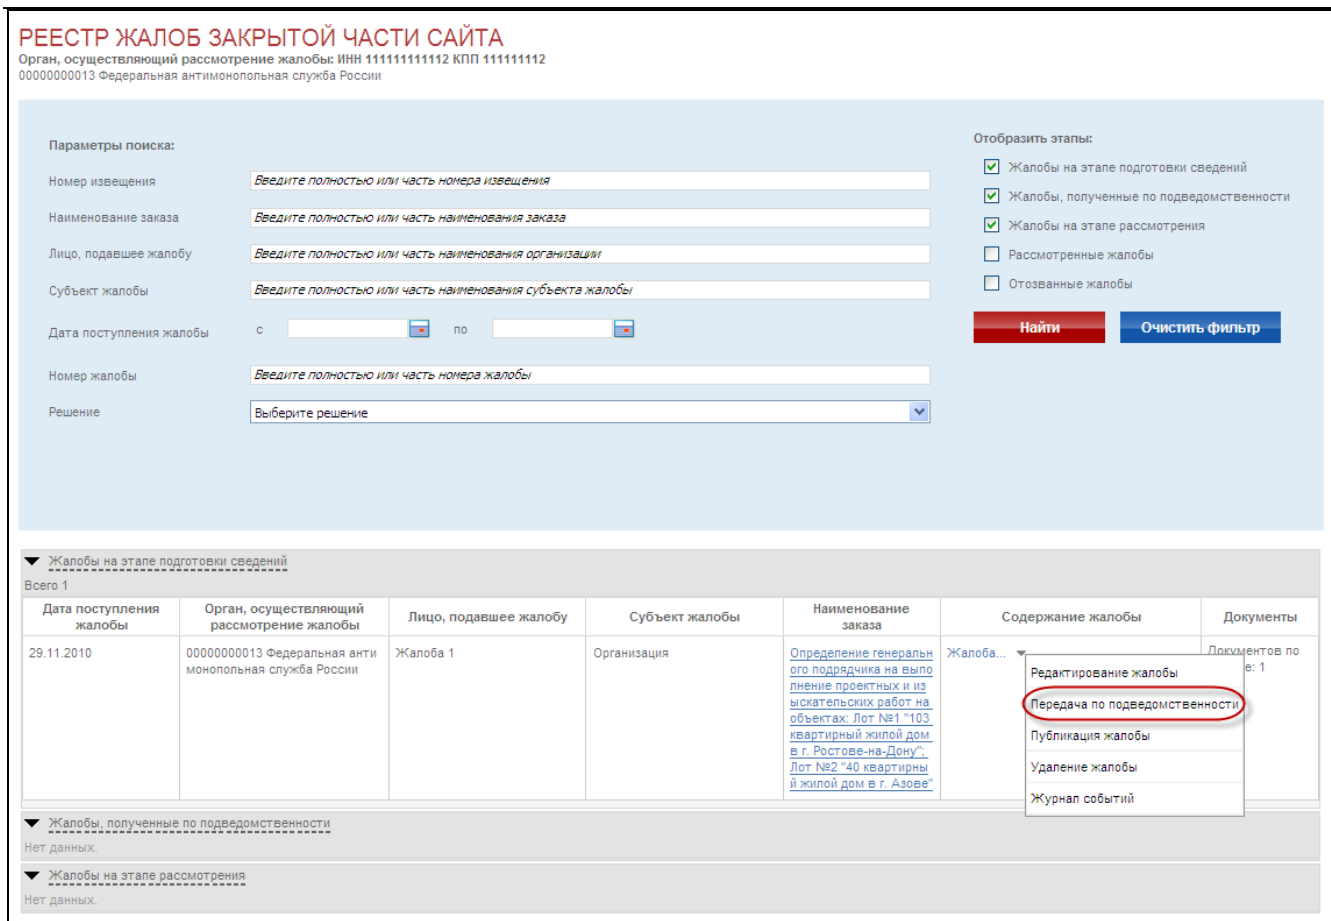 РЕЕСТР ЖАЛОБ ЗАКРЫТОЙ ЧАСТИ САЙТА
Орган, осуществляющий рассмотрение жалобы: ИНН 111111111112 КПП 111111112
00000000013 Федеральная антимонопольная служба России
Параметры поиска:
Номер извещения
Введите полностью или часть номера извещения
Наименование заказа
Введите полностью или часть наименования заказа
Лицо, подавшее жалобу
Введите полностью или часть наименования организации
Субъект жалобы
Введите полностью или часть наименования субъекта жалобы
Дата поступления жалобы
с
по
Номер жалобы
Введите полностью или часть номера жалобы
Решение
Выберите решение
Отобразить этапы:
Жалобы на этапе подготовки сведений
Жалобы, полученные по подведомственности
Жалобы на этапе рассмотрения
Рассмотренные жалобы
Отозванные жалобы
Найти
Очистить фильтр
Жалобы на этапе подготовки сведений
Всего 1
Дата поступления
жалобы
Орган, осуществляющий
рассмотрение жалобы
Лицо, подавшее жалобу
Субъект жалобы
Наименование
заказа
Содержание жалобы
Документы
29.11.2010
00000000013 Федеральная анти
монопольная служба России
Жалоба 1
Организация
Определение генеральн
ого подрядчика на выпо
лнение проектных и из
ыскательских работ на
объектах: Лот №1 "103
квартирный жилой дом
в г. Ростове-на-Дону";
Лот №2 "40 квартирны
й жилой дом в г. Азове"
Жалоба...
Документов по
е: 1
Редактирование жалобы
Передача по подведомственности
Публикация жалобы
Удаление жалобы
Журнал событий
Жалобы, полученные по подведомственности
Нет данных.
Жалобы на этапе рассмотрения
Нет данных.